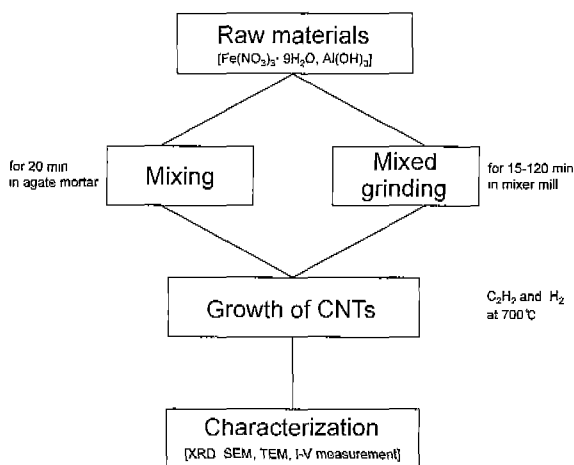 Raw materials
[Fe(NO₃)₃· 9H₂O, Al(OH)₃]
for 20 min
in agate mortar
Mixing
Mixed
grinding
for 15-120 min
in mixer mill
Growth of CNTs
C₂H₂ and H₂
at 700℃
Characterization
[XRD SEM, TEM, I-V measurement]